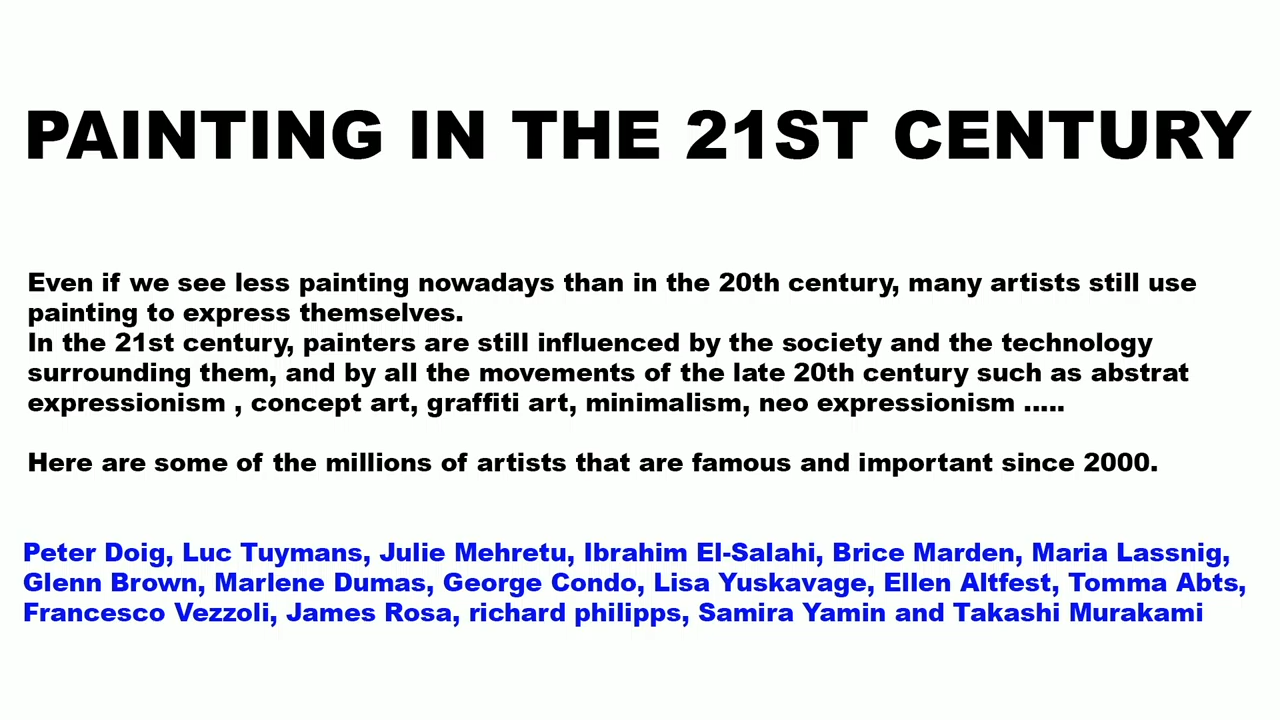 PAINTING IN THE 21ST CENTURY
Even if we see less painting nowadays than in the 20th century, many artists still use
painting to express themselves.
In the 21st century, painters are still influenced by the society and the technology
surrounding them, and by all the movements of the late 20th century such as abstrat
expressionism , concept art, graffiti art, minimalism, neo expressionism .....
Here are some of the millions of artists that are famous and important since 2000.
Peter Doig, Luc Tuymans, Julie Mehretu, Ibrahim El-Salahi, Brice Marden, Maria Lassnig,
Glenn Brown, Marlene Dumas, George Condo, Lisa Yuskavage, Ellen Altfest, Tomma Abts,
Francesco Vezzoli, James Rosa, richard philipps, Samira Yamin and Takashi Murakami